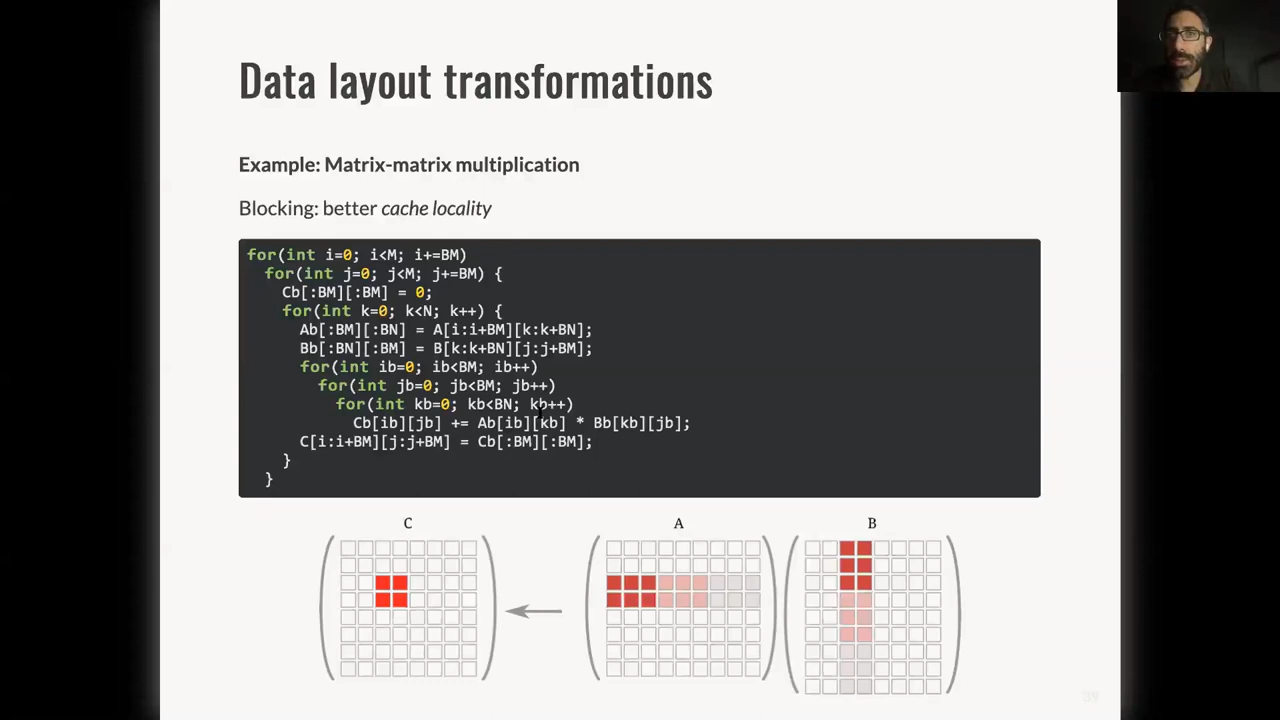 Data layout transformations
Example: Matrix-matrix multiplication
Blocking: better cache locality
for(int i=0; i<M; i+=BM)
  for(int j=0; j<M; j+=BM) {
    Cb[:BM][:BM] = 0;
    for(int k=0; k<N; k++) {
      Ab[:BM][:BN] = A[i:i+BM][k:k+BN];
      Bb[:BN][:BM] = B[k:k+BN][j:j+BM];
      for(int ib=0; ib<BM; ib++)
        for(int jb=0; jb<BM; jb++)
          for(int kb=0; kb<BN; kb++)
            Cb[ib][jb] += Ab[ib][kb] * Bb[kb][jb];
      C[i:i+BM][j:j+BM] = Cb[:BM][:BM];
    }
  }
C A B